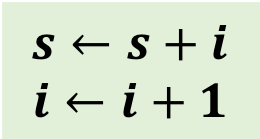 s ← s + i
i ← i + 1